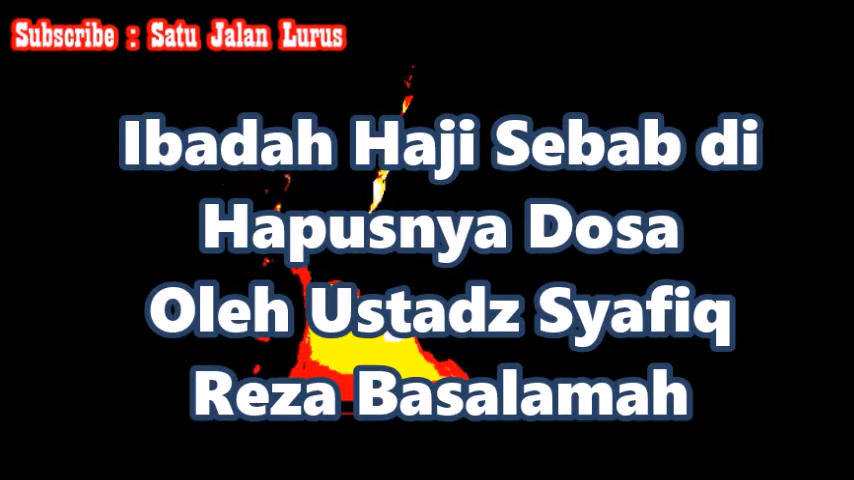 Subscribe : Satu Jalan Lurus
Ibadah Haji Sebab di
Hapusnya Dosa
Oleh Ustadz Syafiq
Reza Basalamah